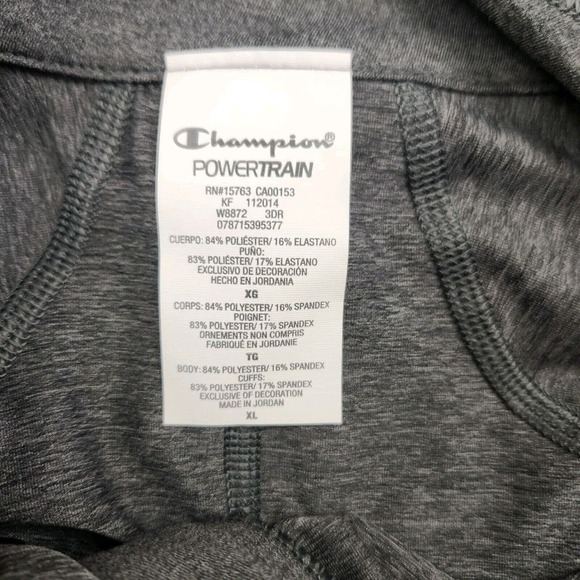 Champion®
POWERTRAIN
RN#15763 CA00153
KF 112014
W8872 3DR
078715395377
CUERPO: 84% POLIÉSTER/ 16% ELASTANO
PUÑO:
83% POLIÉSTER/ 17% ELASTANO
EXCLUSIVO DE DECORACIÓN
HECHO EN JORDANIA
XG
CORPS: 84% POLYESTER/ 16% SPANDEX
POIGNET:
83% POLYESTER/ 17% SPANDEX
ORNEMENTS NON COMPRIS
FABRIQUÉ EN JORDANIE
TG
BODY: 84% POLYESTER/ 16% SPANDEX
CUFFS:
83% POLYESTER/ 17% SPANDEX
EXCLUSIVE OF DECORATION
MADE IN JORDAN
XL